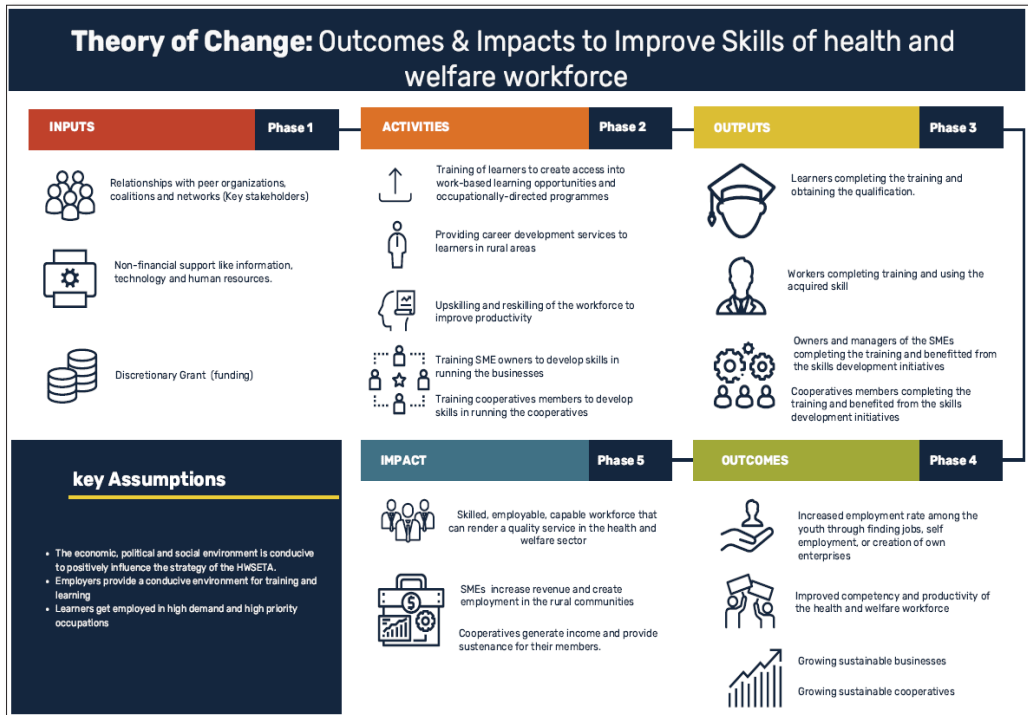 Theory of Change: Outcomes & Impacts to Improve Skills of health and
welfare workforce
INPUTS
Phase 1
Relationships with peer organizations,
coalitions and networks (Key stakeholders)
Non-financial support like information,
technology and human resources.
Discretionary Grant (funding)
ACTIVITIES
Phase 2
Training of learners to create access into
work-based learning opportunities and
occupationally-directed programmes
Providing career development services to
learners in rural areas
Upskilling and reskilling of the workforce to
improve productivity
Training SME owners to develop skills in
running the businesses
Training cooperatives members to develop
skills in running the cooperatives
OUTPUTS
Phase 3
Learners completing the training and
obtaining the qualification.
Workers completing training and using the
acquired skill
Owners and managers of the SMEs
completing the training and benefitted from
the skills development initiatives
Cooperatives members completing the
training and benefited from the skills
development initiatives
OUTCOMES
Phase 4
Increased employment rate among the
youth through finding jobs, self
employment, or creation of own
enterprises
Improved competency and productivity of
the health and welfare workforce
Growing sustainable businesses
Growing sustainable cooperatives
IMPACT
Phase 5
Skilled, employable, capable workforce that
can render a quality service in the health and
welfare sector
SMEs increase revenue and create
employment in the rural communities
Cooperatives generate income and provide
sustenance for their members.
key Assumptions
• The economic, political and social environment is conducive
to positively influence the strategy of the HWSETA.
• Employers provide a conducive environment for training and
learning
• Learners get employed in high demand and high priority
occupations